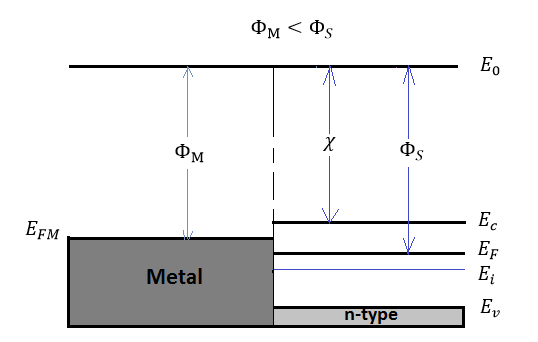 Φ_M < Φ_S
E_0
Φ_M
χ
Φ_S
E_c
E_FM
E_F
Metal
E_i
E_v
n-type